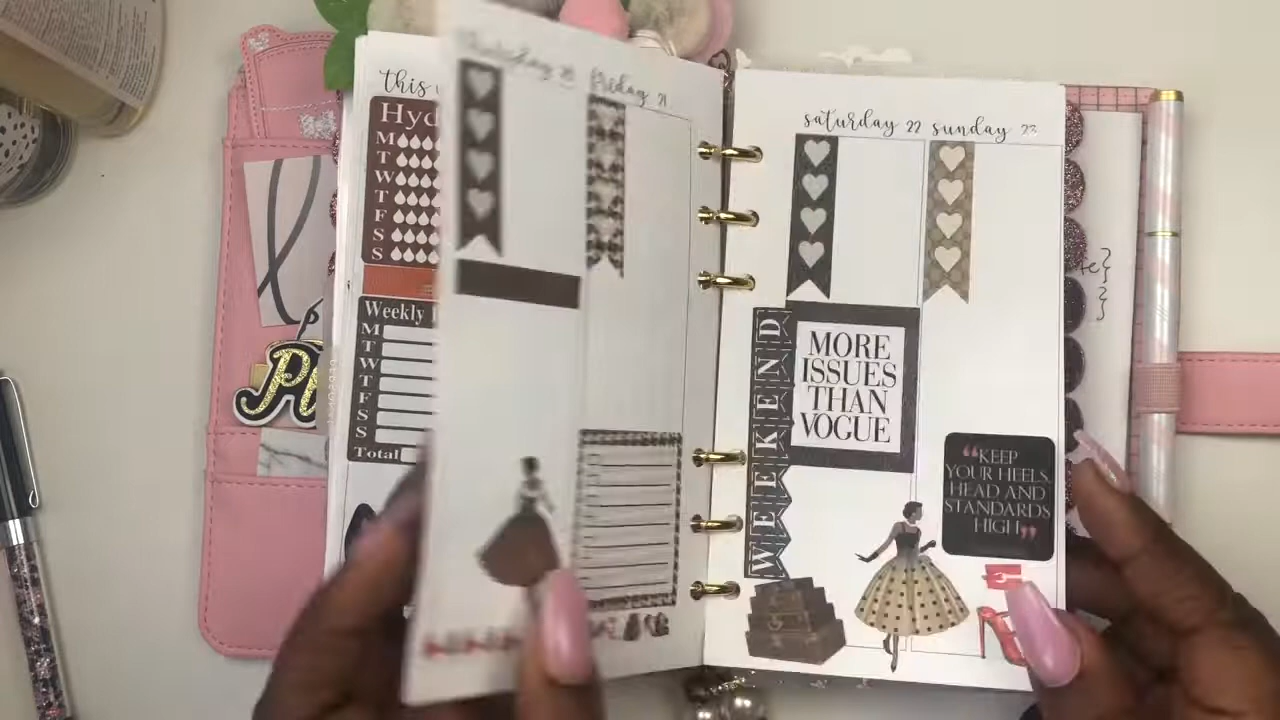 this
Hyd
M
T
W
T
F
S
S
Weekly
M
T
W
T
F
S
S
Total
friday 21
saturday 22 sunday 23
WEEKEND
MORE
ISSUES
THAN
VOGUE
“KEEP
YOUR HEELS,
HEAD AND
STANDARDS
HIGH”